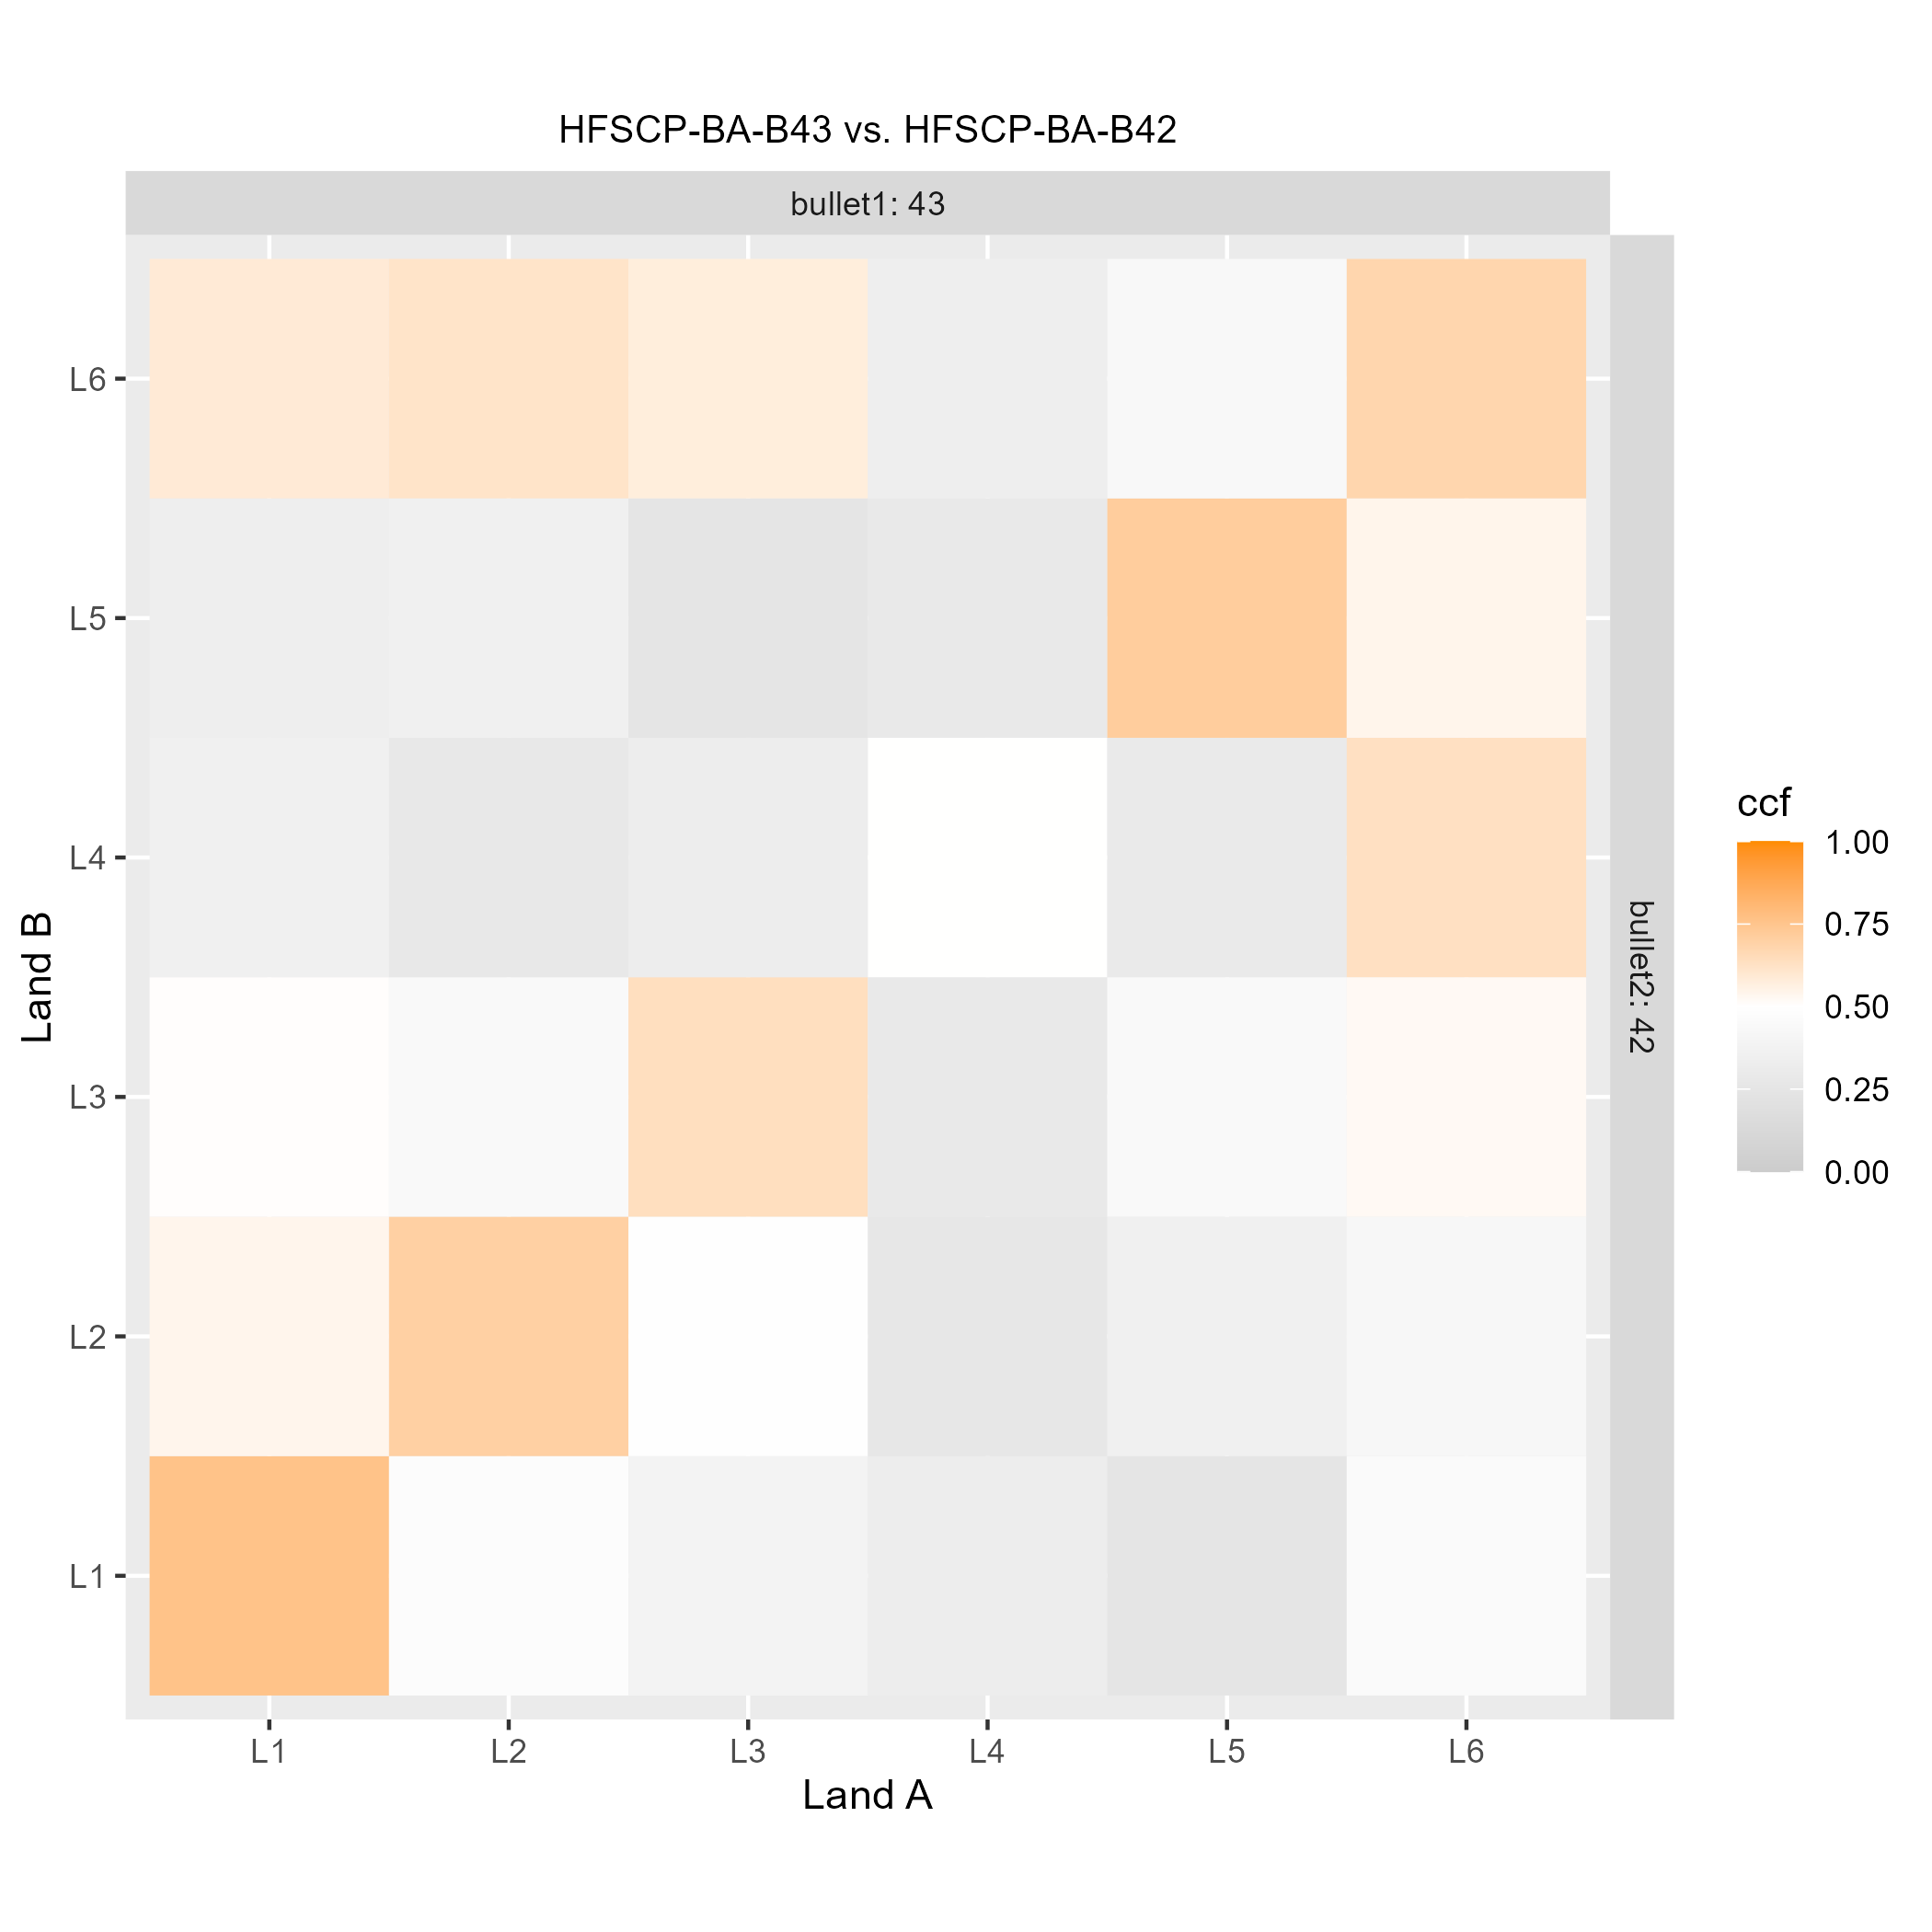 HFSCP-BA-B43 vs. HFSCP-BA-B42
bullet1: 43
L6
L5
L4
L3
L2
L1
Land B
bullet2: 42
L1
L2
L3
L4
L5
L6
Land A
ccf
1.00
0.75
0.50
0.25
0.00